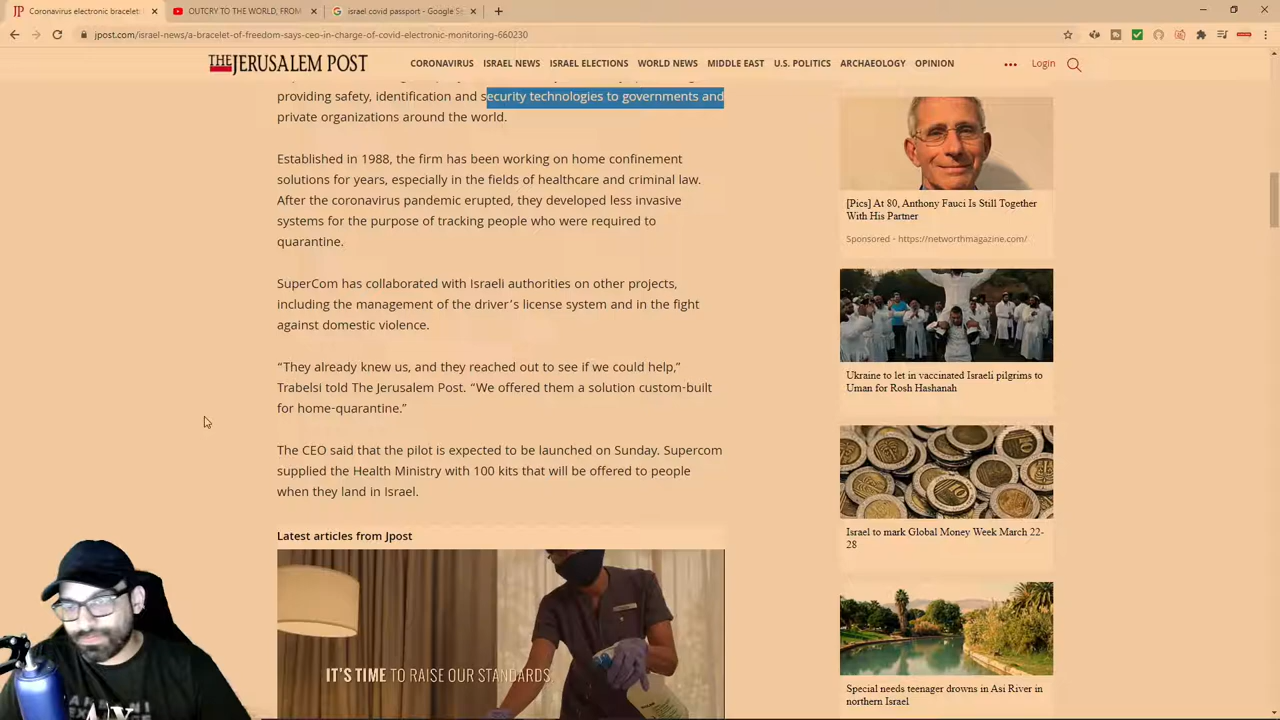 Coronavirus electronic bracelet:
OUTCRY TO THE WORLD, FROM
israel covid passport - Google Se
jpost.com/israel-news/a-bracelet-of-freedom-says-ceo-in-charge-of-covid-electronic-monitoring-660230
THE JERUSALEM POST
CORONAVIRUS ISRAEL NEWS ISRAEL ELECTIONS WORLD NEWS MIDDLE EAST U.S. POLITICS ARCHAEOLOGY OPINION ••• Login
providing safety, identification and security technologies to governments and
private organizations around the world.
Established in 1988, the firm has been working on home confinement
solutions for years, especially in the fields of healthcare and criminal law.
After the coronavirus pandemic erupted, they developed less invasive
systems for the purpose of tracking people who were required to
quarantine.
SuperCom has collaborated with Israeli authorities on other projects,
including the management of the driver’s license system and in the fight
against domestic violence.
“They already knew us, and they reached out to see if we could help,”
Trabelsi told The Jerusalem Post. “We offered them a solution custom-built
for home-quarantine.”
The CEO said that the pilot is expected to be launched on Sunday. Supercom
supplied the Health Ministry with 100 kits that will be offered to people
when they land in Israel.
Latest articles from Jpost
IT'S TIME TO RAISE OUR STANDARDS
[Pics] At 80, Anthony Fauci Is Still Together
With His Partner
Sponsored - https://networthmagazine.com/
Ukraine to let in vaccinated Israeli pilgrims to
Uman for Rosh Hashanah
Israel to mark Global Money Week March 22-
28
Special needs teenager drowns in Asi River in
northern Israel